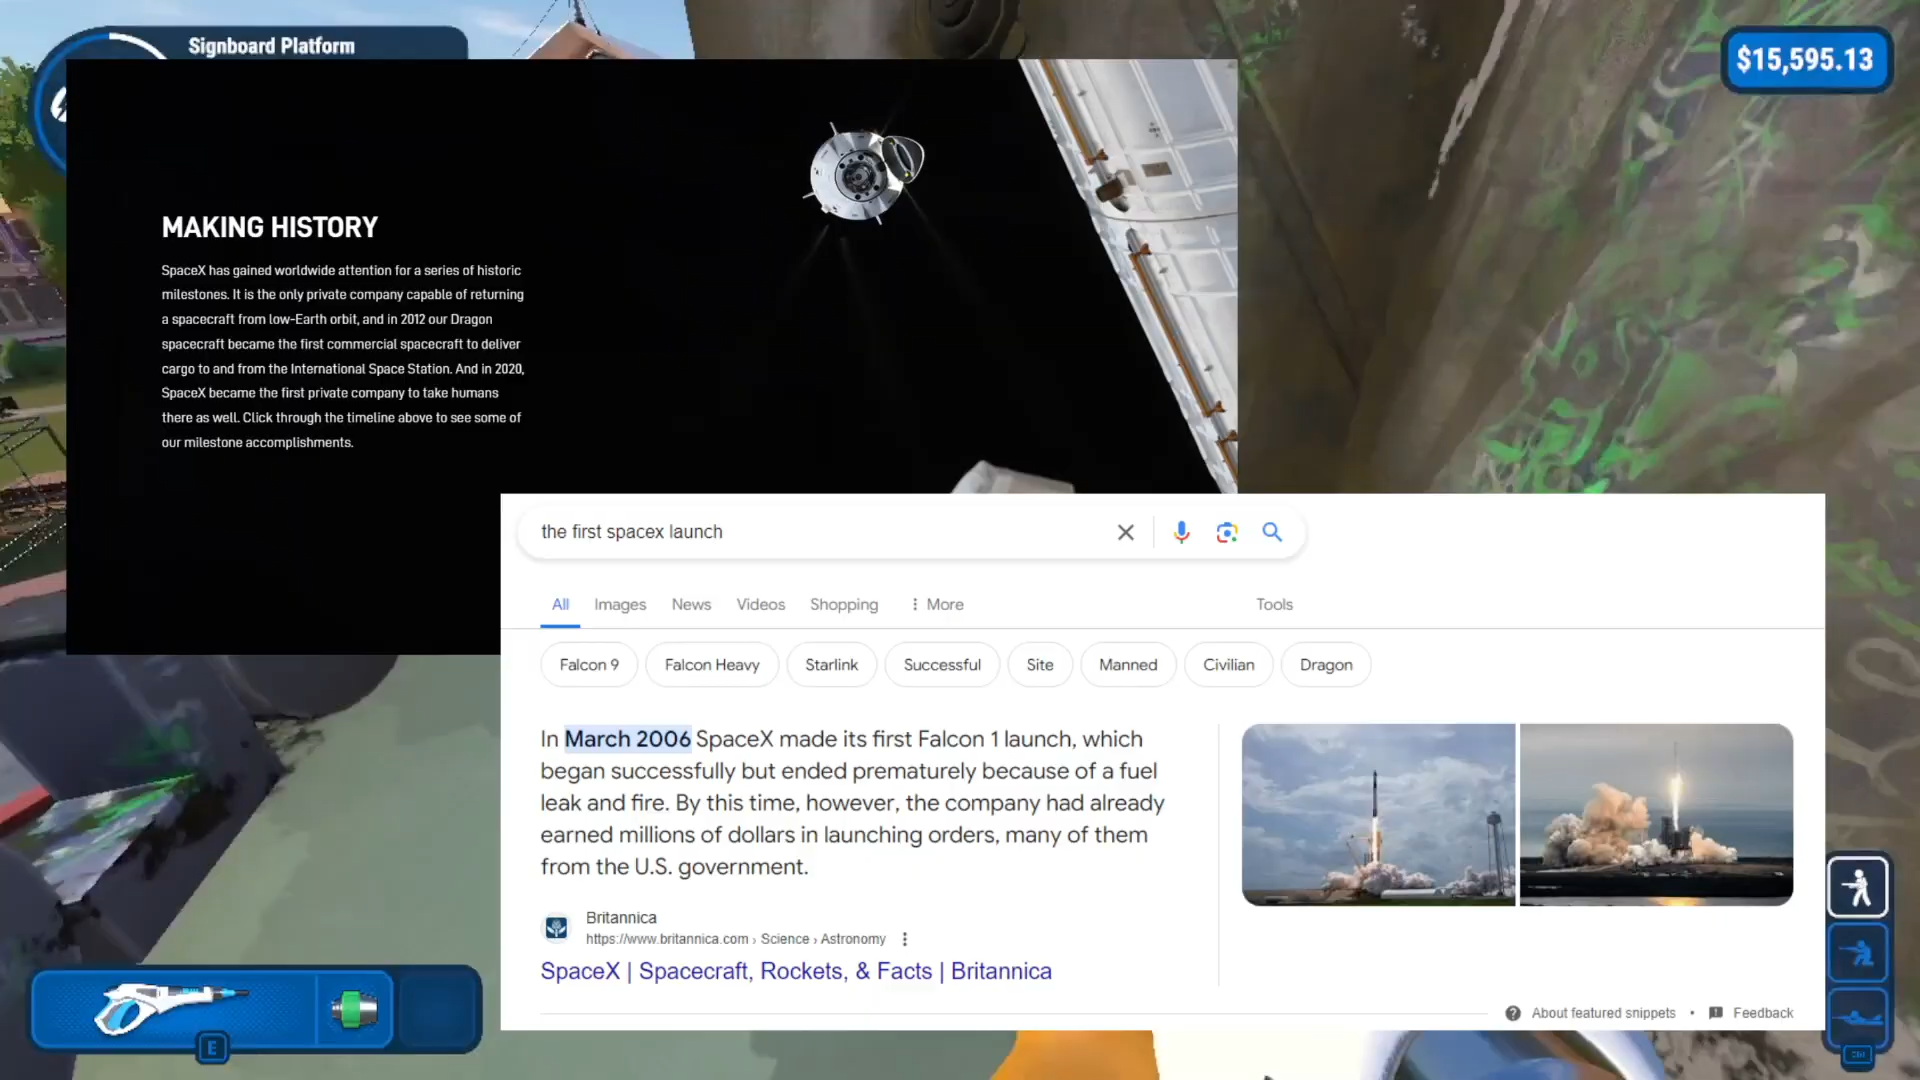 Signboard Platform
$15,595.13
MAKING HISTORY
SpaceX has gained worldwide attention for a series of historic
milestones. It is the only private company capable of returning
a spacecraft from low-Earth orbit, and in 2012 our Dragon
spacecraft became the first commercial spacecraft to deliver
cargo to and from the International Space Station. And in 2020,
SpaceX became the first private company to take humans
there as well. Click through the timeline above to see some of
our milestone accomplishments.
the first spacex launch
All Images News Videos Shopping More Tools
Falcon 9 Falcon Heavy Starlink Successful Site Manned Civilian Dragon
In March 2006 SpaceX made its first Falcon 1 launch, which
began successfully but ended prematurely because of a fuel
leak and fire. By this time, however, the company had already
earned millions of dollars in launching orders, many of them
from the U.S. government.
Britannica
https://www.britannica.com › Science › Astronomy
SpaceX | Spacecraft, Rockets, & Facts | Britannica
About featured snippets • Feedback
E